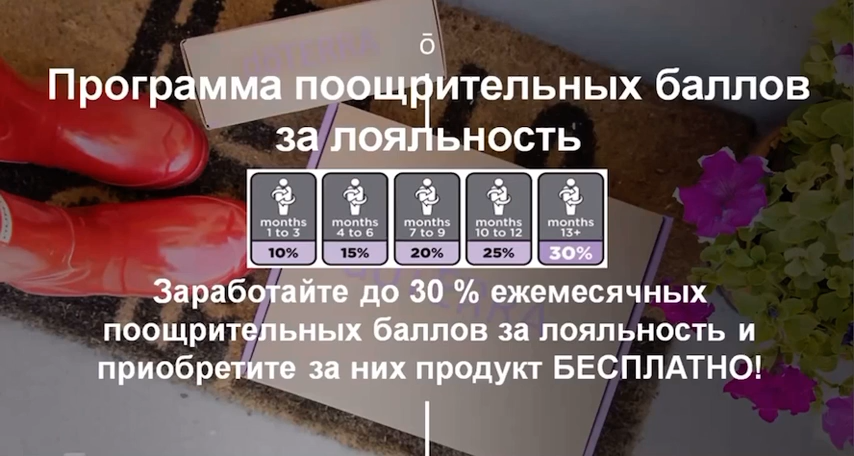 ō
Программа поощрительных баллов
за лояльность
months 1 to 3 10%
months 4 to 6 15%
months 7 to 9 20%
months 10 to 12 25%
months 13+ 30%
Заработайте до 30 % ежемесячных
поощрительных баллов за лояльность и
приобретите за них продукт БЕСПЛАТНО!